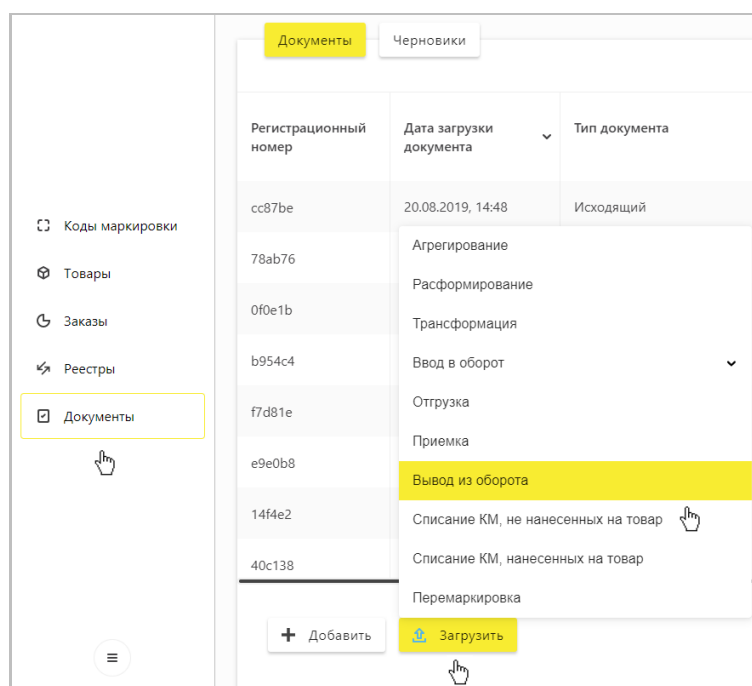 Документы Черновики
Регистрационный номер
Дата загрузки документа
Тип документа
cc87be 20.08.2019, 14:48 Исходящий
Коды маркировки
Товары
Заказы
Реестры
Документы
78ab76
0f0e1b
b954c4
f7d81e
e9e0b8
14f4e2
40c138
Агрегирование
Расформирование
Трансформация
Ввод в оборот
Отгрузка
Приемка
Вывод из оборота
Списание КМ, не нанесенных на товар
Списание КМ, нанесенных на товар
Перемаркировка
Добавить Загрузить